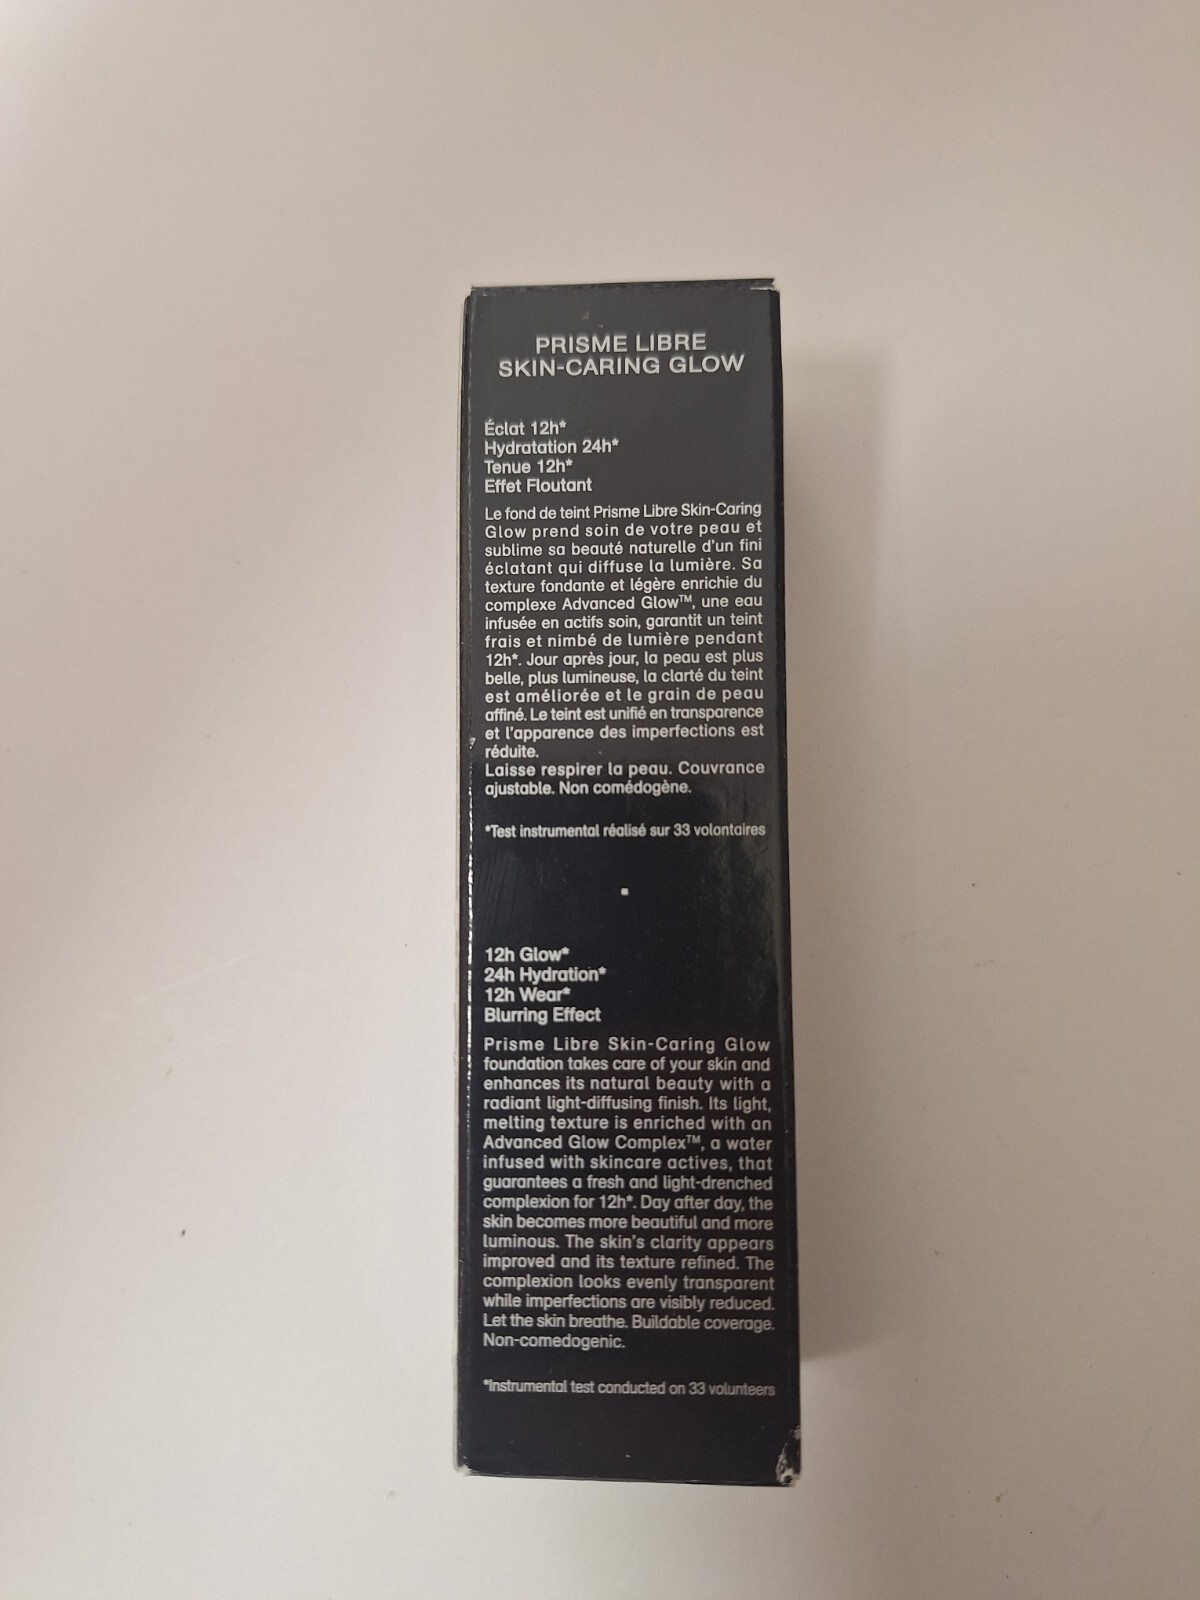 PRISME LIBRE
SKIN-CARING GLOW
Éclat 12h*
Hydratation 24h*
Tenue 12h*
Effet Floutant
Le fond de teint Prisme Libre Skin-Caring
Glow prend soin de votre peau et
sublime sa beauté naturelle d'un fini
éclatant qui diffuse la lumière. Sa
texture fondante et légère enrichie du
complexe Advanced Glow™, une eau
infusée en actifs soin, garantit un teint
frais et nimbé de lumière pendant
12h*. Jour après jour, la peau est plus
belle, plus lumineuse, la clarté du teint
est améliorée et le grain de peau
affiné. Le teint est unifié en transparence
et l'apparence des imperfections est
réduite.
Laisse respirer la peau. Couvrance
ajustable. Non comédogène.
*Test instrumental réalisé sur 33 volontaires
12h Glow*
24h Hydration*
12h Wear*
Blurring Effect
Prisme Libre Skin-Caring Glow
foundation takes care of your skin and
enhances its natural beauty with a
radiant light-diffusing finish. Its light,
melting texture is enriched with an
Advanced Glow Complex™, a water
infused with skincare actives, that
guarantees a fresh and light-drenched
complexion for 12h*. Day after day, the
skin becomes more beautiful and more
luminous. The skin's clarity appears
improved and its texture refined. The
complexion looks evenly transparent
while imperfections are visibly reduced.
Let the skin breathe. Buildable coverage.
Non-comedogenic.
*Instrumental test conducted on 33 volunteers